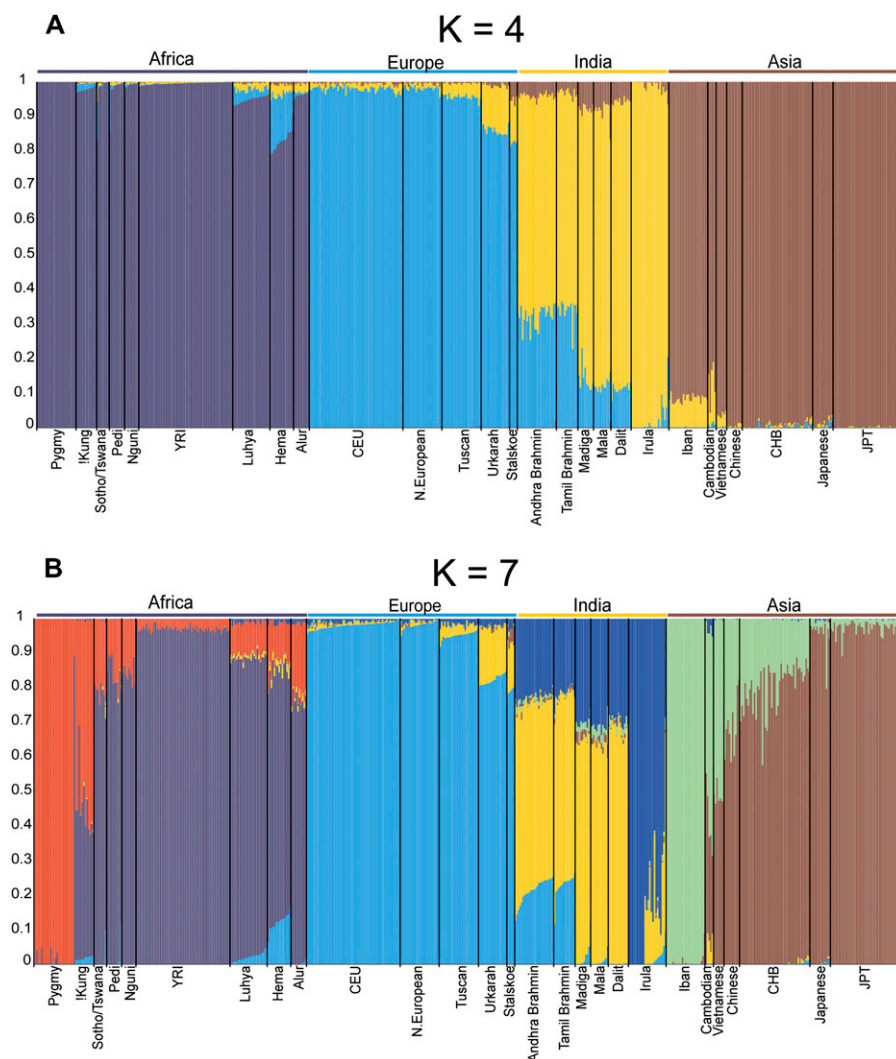 A
K = 4
Africa
Europe
India
Asia
1
0.9
0.8
0.7
0.6
0.5
0.4
0.3
0.2
0.1
0
Pygmy
!Kung
Sotho/Tswana
Pedi
Nguni
YRI
Luhya
Hema
Alur
CEU
N.European
Tuscan
Urkarah
Stalskoe
Andhra Brahmin
Tamil Brahmin
Madiga
Mala
Dalit
Irula
Iban
Cambodian
Vietnamese
Chinese
CHB
Japanese
JPT
B
K = 7
Africa
Europe
India
Asia
1
0.9
0.8
0.7
0.6
0.5
0.4
0.3
0.2
0.1
0
Pygmy
!Kung
Sotho/Tswana
Pedi
Nguni
YRI
Luhya
Hema
Alur
CEU
N.European
Tuscan
Urkarah
Stalskoe
Andhra Brahmin
Tamil Brahmin
Madiga
Mala
Dalit
Irula
Iban
Cambodian
Vietnamese
Chinese
CHB
Japanese
JPT